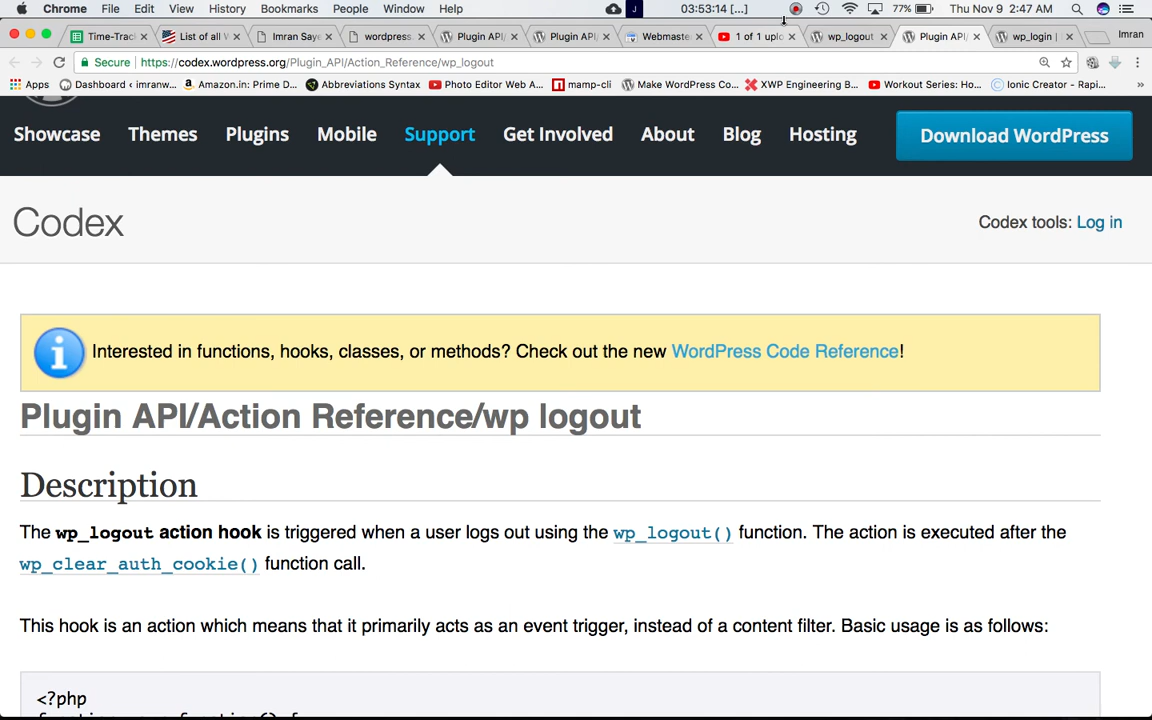 Chrome File Edit View History Bookmarks People Window Help 03:53:14 [...] 77% Thu Nov 9 2:47 AM
Time-Trac List of all Imran Saye wordpress. Plugin API/ Plugin API/ Webmaste 1 of 1 uplo wp_logout Plugin API/ wp_login | Imran
Secure | https://codex.wordpress.org/Plugin_API/Action_Reference/wp_logout
Apps Dashboard ‹ imranw... Amazon.in: Prime D... Abbreviations Syntax Photo Editor Web A... mamp-cli Make WordPress Co... XWP Engineering B... Workout Series: Ho... Ionic Creator - Rapi... »
Showcase Themes Plugins Mobile Support Get Involved About Blog Hosting Download WordPress
Codex Codex tools: Log in
Interested in functions, hooks, classes, or methods? Check out the new WordPress Code Reference!
Plugin API/Action Reference/wp logout
Description
The wp_logout action hook is triggered when a user logs out using the wp_logout() function. The action is executed after the
wp_clear_auth_cookie() function call.
This hook is an action which means that it primarily acts as an event trigger, instead of a content filter. Basic usage is as follows:
<?php